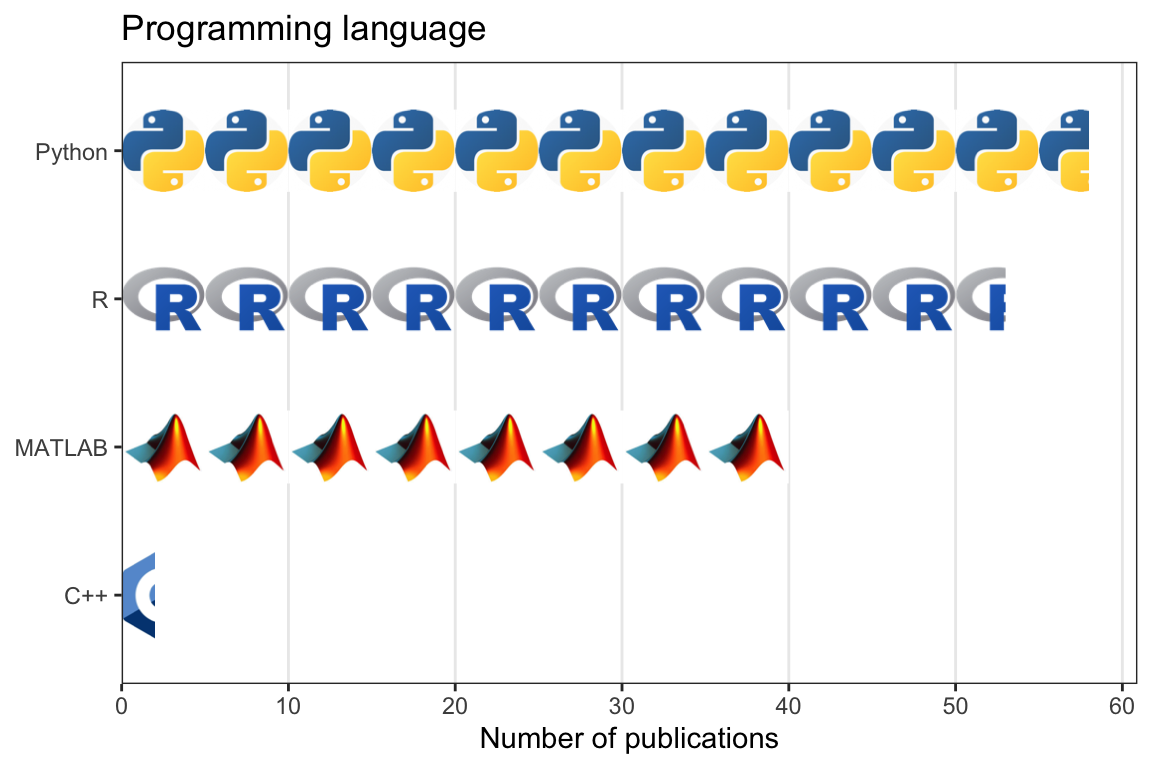 Programming language
Python
R
R R R R R R R R R R R
MATLAB
C++
C
0 10 20 30 40 50 60
Number of publications